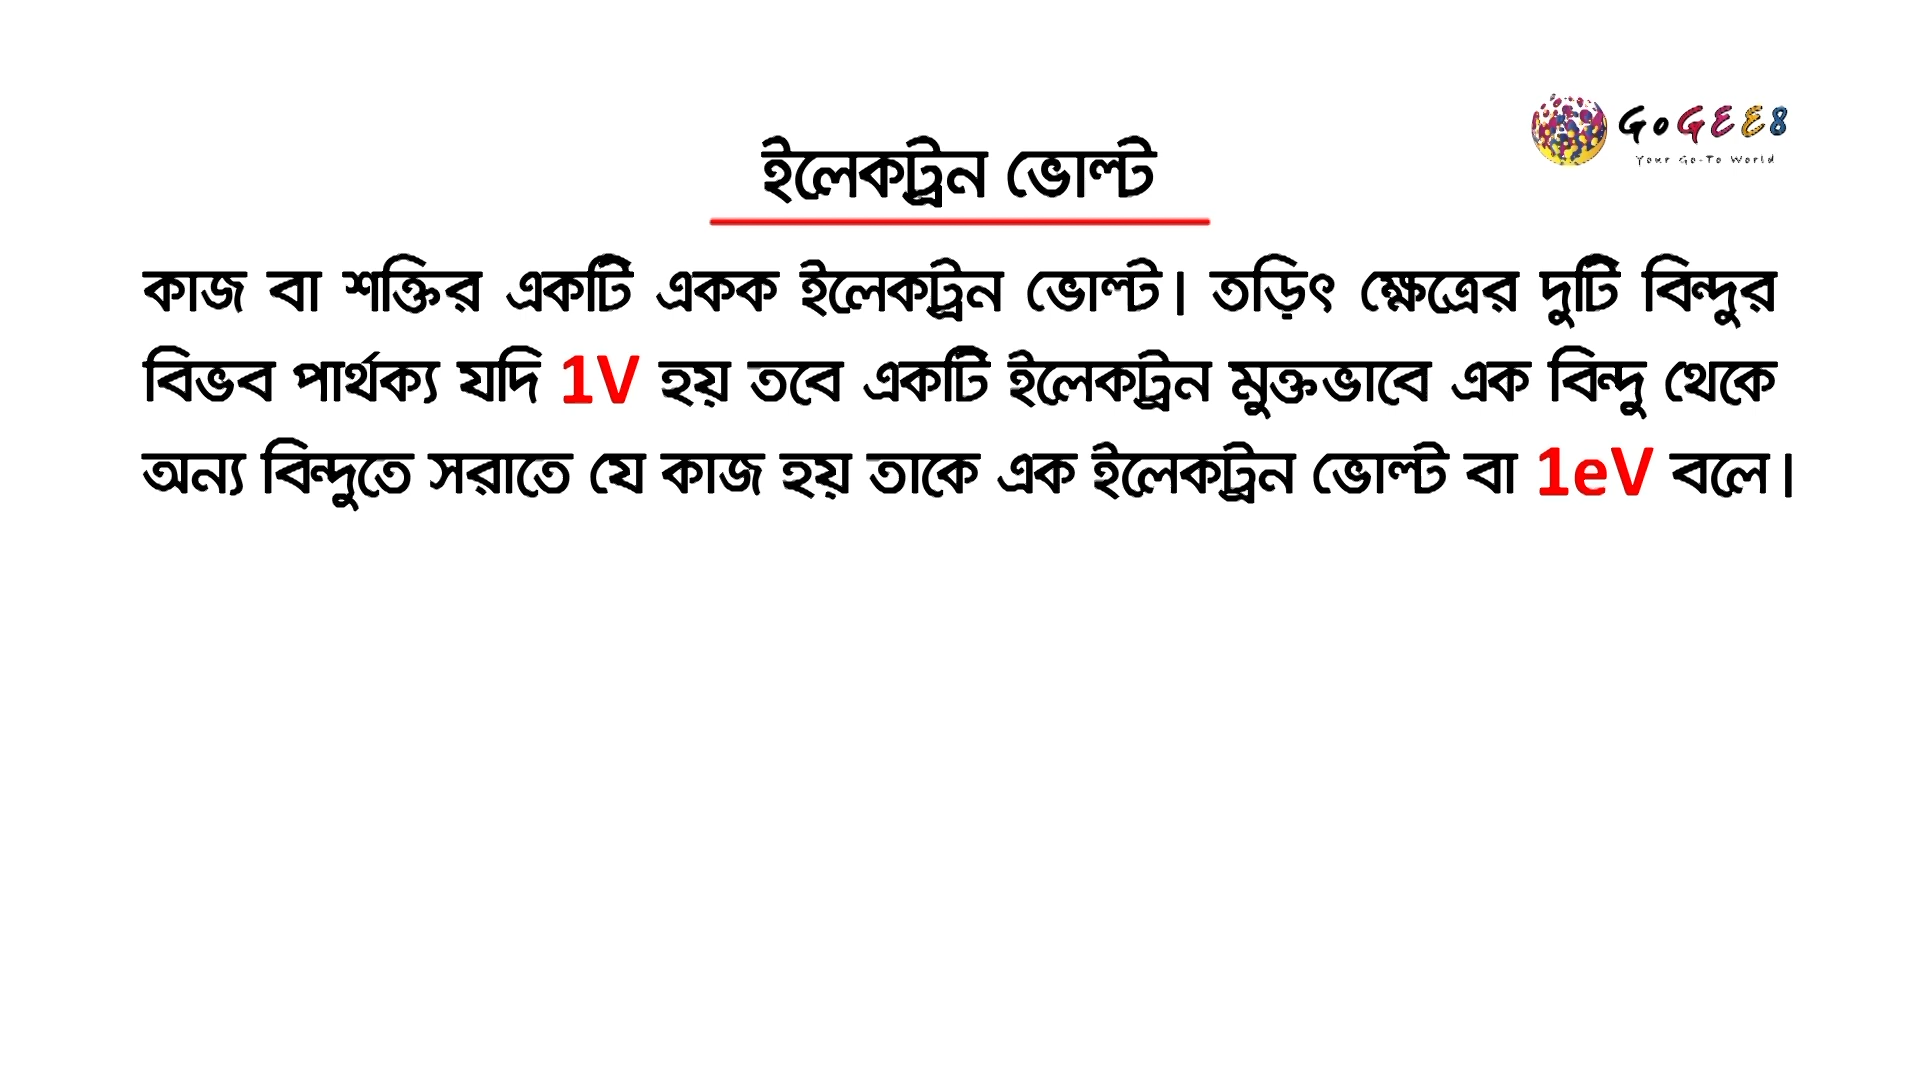 GoGEE8
Your Go-To World
ইলেকট্রন ভোল্ট
কাজ বা শক্তির একটি একক ইলেকট্রন ভোল্ট। তড়িৎ ক্ষেত্রের দুটি বিন্দুর
বিভব পার্থক্য যদি 1V হয় তবে একটি ইলেকট্রন মুক্তভাবে এক বিন্দু থেকে
অন্য বিন্দুতে সরাতে যে কাজ হয় তাকে এক ইলেকট্রন ভোল্ট বা 1eV বলে।